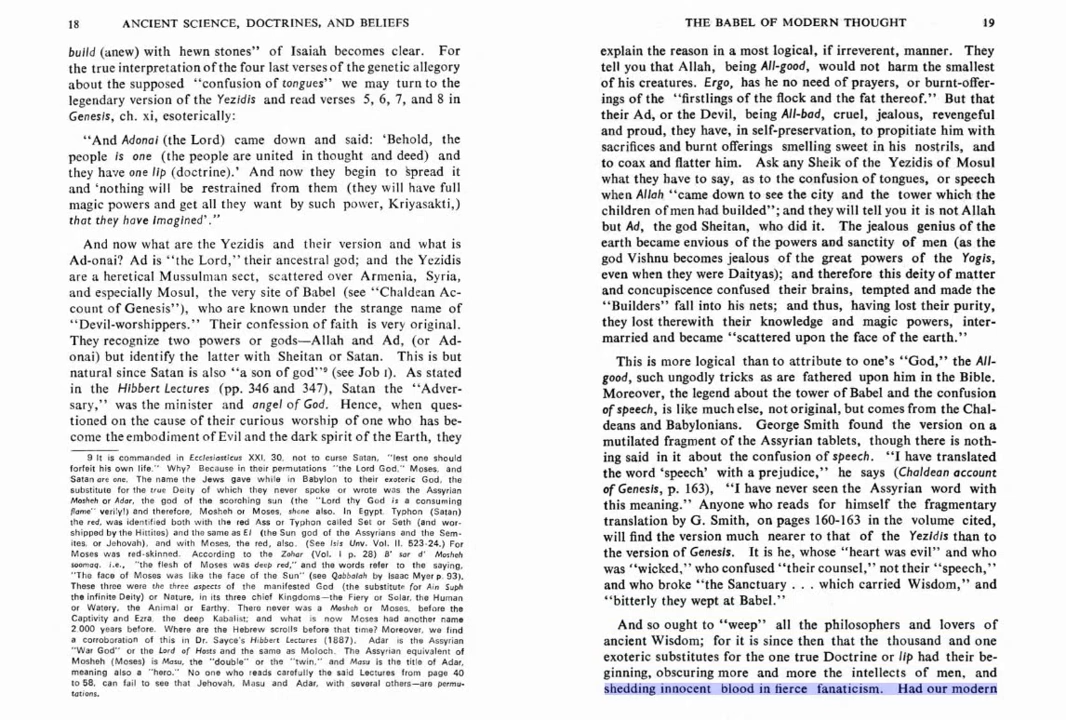 18 ANCIENT SCIENCE, DOCTRINES, AND BELIEFS
build (anew) with hewn stones" of Isaiah becomes clear. For
the true interpretation of the four last verses of the genetic allegory
about the supposed "confusion of tongues" we may turn to the
legendary version of the Yezidis and read verses 5, 6, 7, and 8 in
Genesis, ch. xi, esoterically:
"And Adonai (the Lord) came down and said: 'Behold, the
people is one (the people are united in thought and deed) and
they have one lip (doctrine).' And now they begin to spread it
and 'nothing will be restrained from them (they will have full
magic powers and get all they want by such power, Kriyasakti,)
that they have imagined'."
And now what are the Yezidis and their version and what is
Ad-onai? Ad is "the Lord," their ancestral god; and the Yezidis
are a heretical Mussulman sect, scattered over Armenia, Syria,
and especially Mosul, the very site of Babel (see "Chaldean Ac-
count of Genesis"), who are known under the strange name of
"Devil-worshippers." Their confession of faith is very original.
They recognize two powers or gods—Allah and Ad, (or Ad-
onai) but identify the latter with Sheitan or Satan. This is but
natural since Satan is also "a son of god"9 (see Job I). As stated
in the Hibbert Lectures (pp. 346 and 347), Satan the "Adver-
sary," was the minister and angel of God. Hence, when ques-
tioned on the cause of their curious worship of one who has be-
come the embodiment of Evil and the dark spirit of the Earth, they
9 It is commanded in Ecclesiasticus XXI, 30, not to curse Satan, "lest one should
forfeit his own life." Why? Because in their permutations "the Lord God," Moses, and
Satan are one. The name the Jews gave while in Babylon to their exoteric God, the
substitute for the true Deity of which they never spoke or wrote was the Assyrian
Mosheh or Adar, the god of the scorching sun (the "Lord thy God is a consuming
flame" verily!) and therefore, Mosheh or Moses, shone also. In Egypt, Typhon (Satan)
the red, was identified both with the red Ass or Typhon called Set or Seth (and wor-
shipped by the Hittites) and the same as El (the Sun god of the Assyrians and the Sem-
ites, or Jehovah), and with Moses, the red, also. (See Isis Unv. Vol. II. 523-24.) For
Moses was red-skinned. According to the Zohar (Vol. I p. 28) B' sar d' Mosheh
soomaq, i.e., "the flesh of Moses was deep red," and the words refer to the saying,
"The face of Moses was like the face of the Sun" (see Qabbalah by Isaac Myer p. 93).
These three were the three aspects of the manifested God (the substitute for Ain Suph
the infinite Deity) or Nature, in its three chief Kingdoms—the Fiery or Solar, the Human
or Watery, the Animal or Earthy. There never was a Mosheh or Moses, before the
Captivity and Ezra, the deep Kabalist; and what is now Moses had another name
2,000 years before. Where are the Hebrew scrolls before that time? Moreover, we find
a corroboration of this in Dr. Sayce's Hibbert Lectures (1887). Adar is the Assyrian
"War God" or the Lord of Hosts and the same as Moloch. The Assyrian equivalent of
Mosheh (Moses) is Masu, the "double" or the "twin," and Masu is the title of Adar,
meaning also a "hero." No one who reads carefully the said Lectures from page 40
to 58, can fail to see that Jehovah, Masu and Adar, with several others—are permu-
tations.
THE BABEL OF MODERN THOUGHT 19
explain the reason in a most logical, if irreverent, manner. They
tell you that Allah, being All-good, would not harm the smallest
of his creatures. Ergo, has he no need of prayers, or burnt-offer-
ings of the "firstlings of the flock and the fat thereof." But that
their Ad, or the Devil, being All-bad, cruel, jealous, revengeful
and proud, they have, in self-preservation, to propitiate him with
sacrifices and burnt offerings smelling sweet in his nostrils, and
to coax and flatter him. Ask any Sheik of the Yezidis of Mosul
what they have to say, as to the confusion of tongues, or speech
when Allah "came down to see the city and the tower which the
children of men had builded"; and they will tell you it is not Allah
but Ad, the god Sheitan, who did it. The jealous genius of the
earth became envious of the powers and sanctity of men (as the
god Vishnu becomes jealous of the great powers of the Yogis,
even when they were Daityas); and therefore this deity of matter
and concupiscence confused their brains, tempted and made the
"Builders" fall into his nets; and thus, having lost their purity,
they lost therewith their knowledge and magic powers, inter-
married and became "scattered upon the face of the earth."
This is more logical than to attribute to one's "God," the All-
good, such ungodly tricks as are fathered upon him in the Bible.
Moreover, the legend about the tower of Babel and the confusion
of speech, is like much else, not original, but comes from the Chal-
deans and Babylonians. George Smith found the version on a
mutilated fragment of the Assyrian tablets, though there is noth-
ing said in it about the confusion of speech. "I have translated
the word 'speech' with a prejudice," he says (Chaldean account
of Genesis, p. 163), "I have never seen the Assyrian word with
this meaning." Anyone who reads for himself the fragmentary
translation by G. Smith, on pages 160-163 in the volume cited,
will find the version much nearer to that of the Yezidis than to
the version of Genesis. It is he, whose "heart was evil" and who
was "wicked," who confused "their counsel," not their "speech,"
and who broke "the Sanctuary . . . which carried Wisdom," and
"bitterly they wept at Babel."
And so ought to "weep" all the philosophers and lovers of
ancient Wisdom; for it is since then that the thousand and one
exoteric substitutes for the one true Doctrine or lip had their be-
ginning, obscuring more and more the intellects of men, and
shedding innocent blood in fierce fanaticism. Had our modern